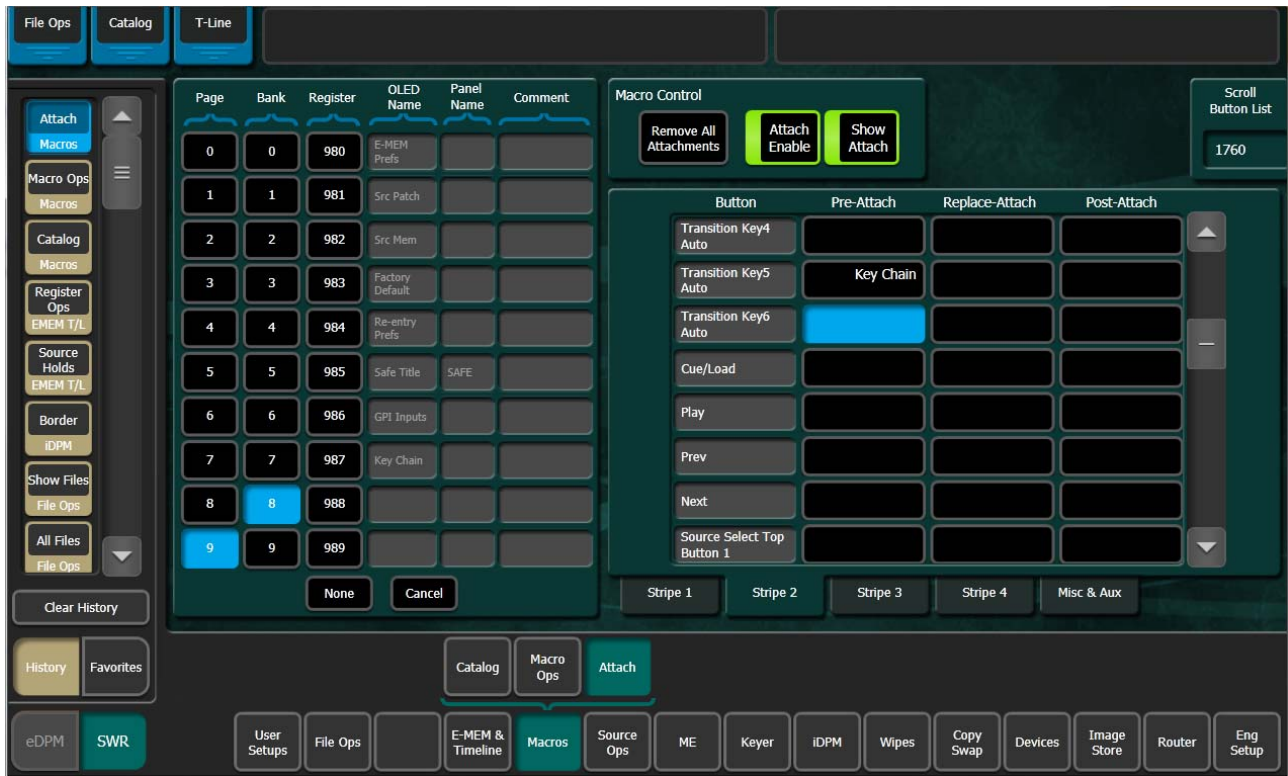 File Ops
Catalog
T-Line
Attach
Macros
Macro Ops
Macros
Catalog
Macros
Register
Ops
EMEM T/L
Source
Holds
EMEM T/L
Border
iDPM
Show Files
File Ops
All Files
File Ops
Clear History
History
Favorites
Page Bank Register OLED Name Panel Name Comment
0 0 980 E-MEM Prefs
1 1 981 Src Patch
2 2 982 Src Mem
3 3 983 Factory Default
4 4 984 Re-entry Prefs
5 5 985 Safe Title SAFE
6 6 986 GPI Inputs
7 7 987 Key Chain
8 8 988
9 9 989
None Cancel
Macro Control
Remove All
Attachments
Attach
Enable
Show
Attach
Scroll
Button List
1760
Button Pre-Attach Replace-Attach Post-Attach
Transition Key4
Auto
Transition Key5
Auto
Key Chain
Transition Key6
Auto
Cue/Load
Play
Prev
Next
Source Select Top
Button 1
Stripe 1 Stripe 2 Stripe 3 Stripe 4 Misc & Aux
Catalog
Macro
Ops
Attach
eDPM SWR
User
Setups
File Ops
E-MEM &
Timeline
Macros
Source
Ops
ME
Keyer
iDPM
Wipes
Copy
Swap
Devices
Image
Store
Router
Eng
Setup